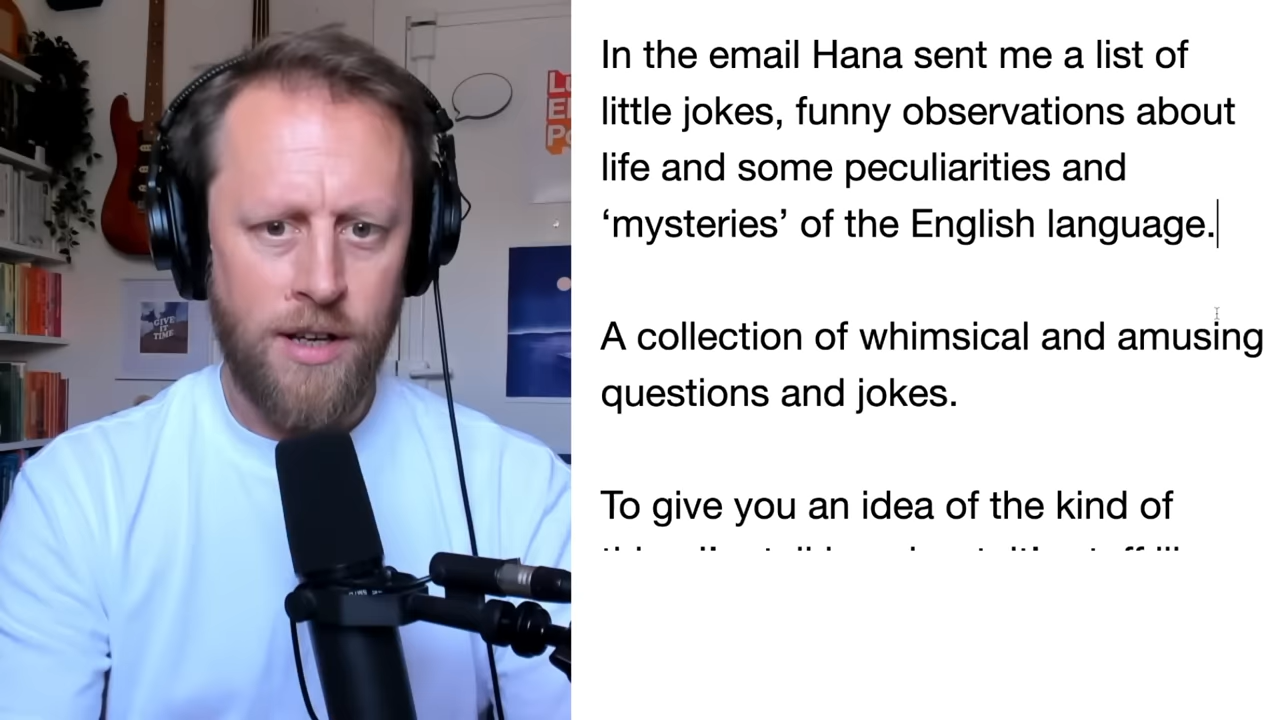 In the email Hana sent me a list of
little jokes, funny observations about
life and some peculiarities and
‘mysteries’ of the English language.
A collection of whimsical and amusing
questions and jokes.
To give you an idea of the kind of
GIVE
IT
TIME